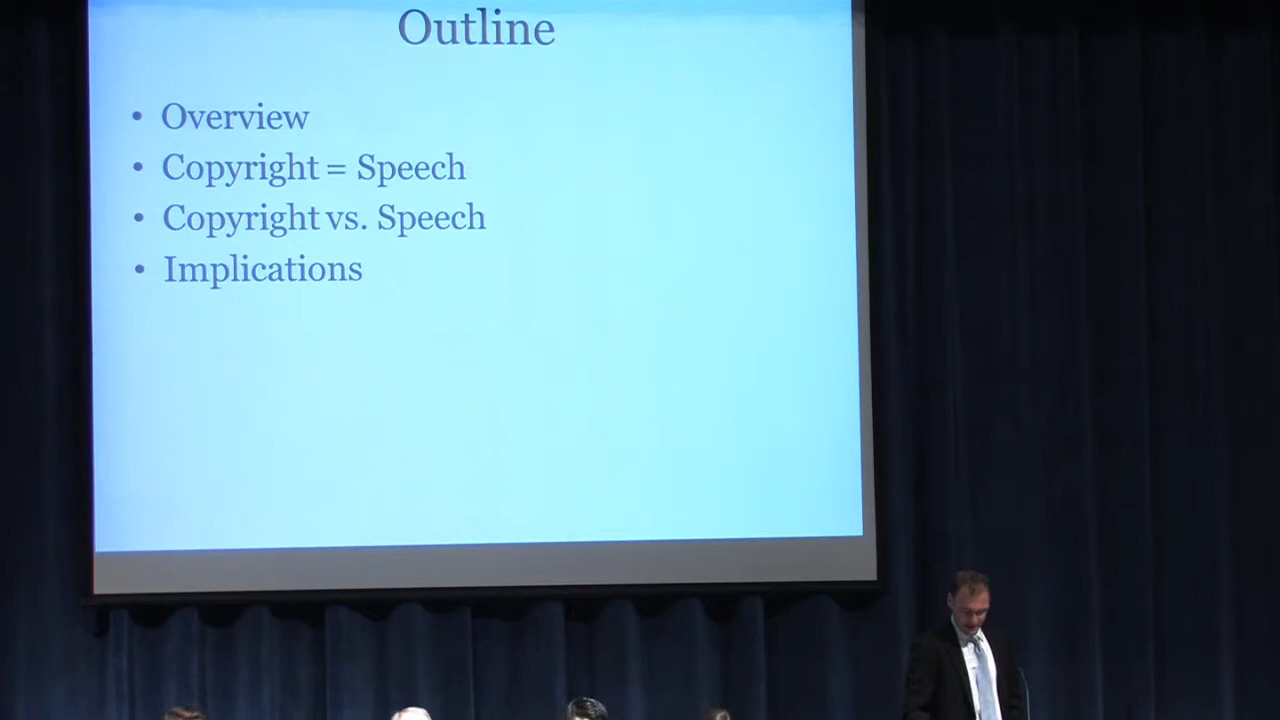 Outline
• Overview
• Copyright = Speech
• Copyright vs. Speech
• Implications